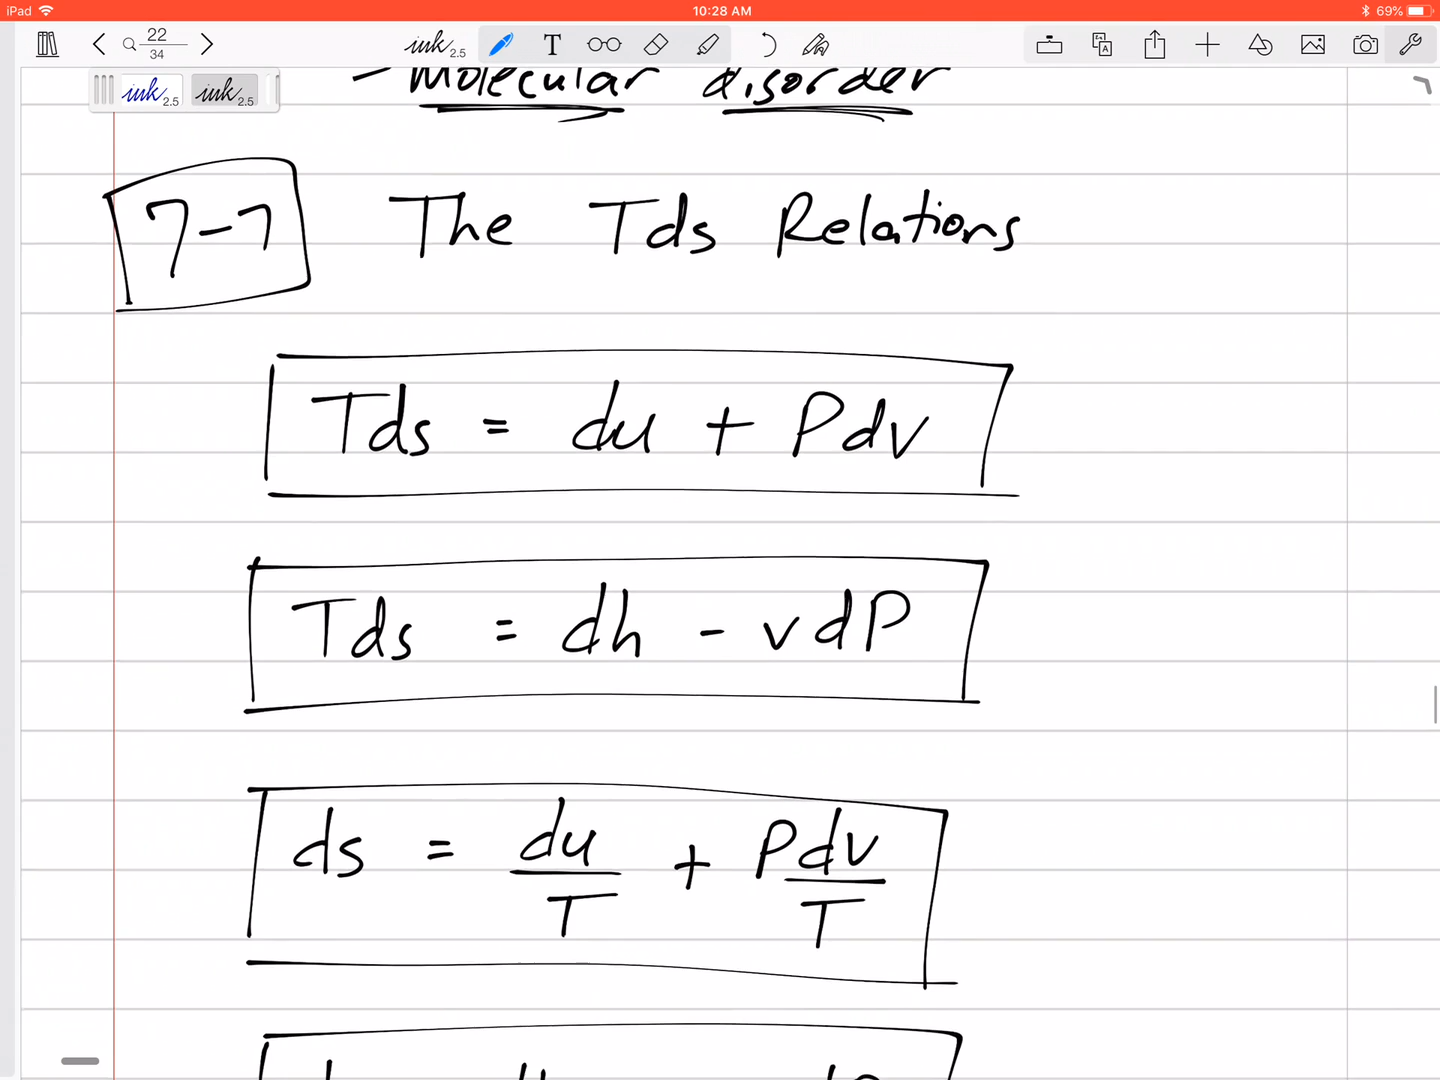 iPad 10:28 AM 69%
22
34
ink 2.5 T
ink 2.5 ink 2.5
- Molecular disorder
7-7 The Tds Relations
Tds = du + Pdv
Tds = dh - vdP
ds = du/T + Pdv/T